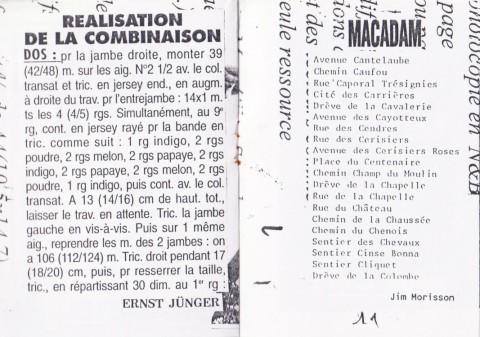 REALISATION
DE LA COMBINAISON
DOS : pr la jambe droite, monter 39
(42/48) m. sur les aig. N°2 1/2 av. le col.
transat et tric. en jersey end., en augm.
à droite du trav. pr l'entrejambe : 14x1 m.
ts les 4 (4/5) rgs. Simultanément, au 9e
rg, cont. en jersey rayé pr la bande en
tric. comme suit : 1 rg indigo, 2 rgs
poudre, 2 rgs melon, 2 rgs papaye, 2 rgs
indigo, 2 rgs papaye, 2 rgs melon, 2 rgs
poudre, 1 rg indigo, puis cont. av. le col.
transat. A 13 (14/16) cm de haut. tot.,
laisser le trav. en attente. Tric. la jambe
gauche en vis-à-vis. Puis sur 1 même
aig., reprendre les m. des 2 jambes : on
a 106 (112/124) m. Tric. droit pendant 17
(18/20) cm, puis, pr resserrer la taille,
tric., en répartissant 30 dim. au 1er rg :
ERNST JÜNGER
photocopie en N&B
page
seule ressource
MACADAM
Avenue Cantelaube
Chemin Caufou
Rue Caporal Trésignies
Cité des Carrières
Drève de la Cavalerie
Avenue des Cayotteux
Rue des Cendres
Rue des Cerisiers
Avenue des Cerisiers Roses
Place du Centenaire
Chemin Champ du Moulin
Drève de la Chapelle
Rue de la Chapelle
Rue du Château
Chemin de la Chaussée
Chemin du Chenois
Sentier des Chevaux
Sentier Cinse Bonna
Sentier Cliquet
Drève de la Colombe
Jim Morisson
11